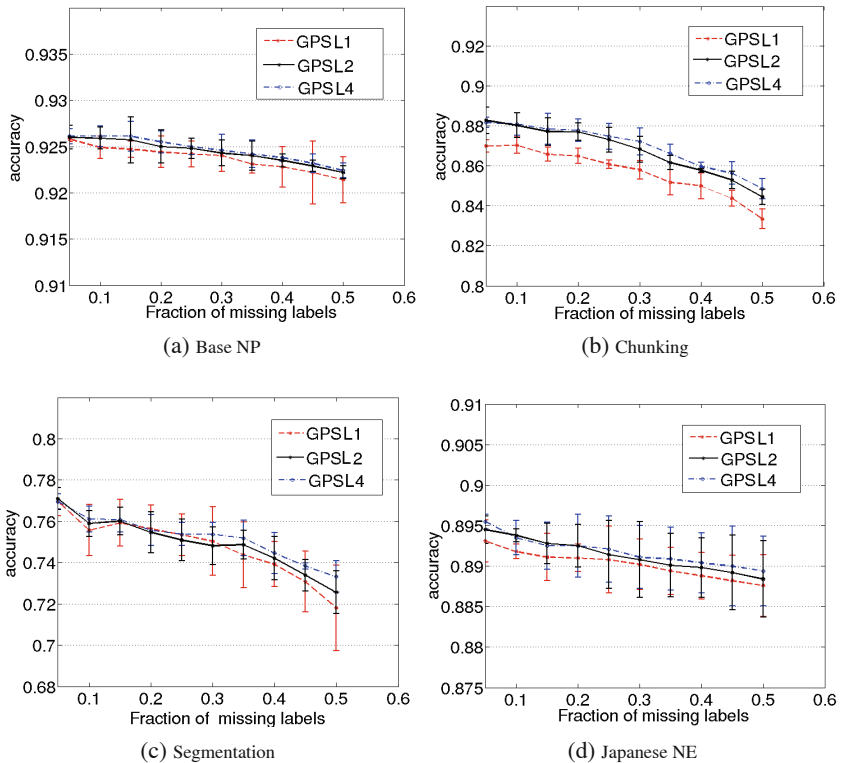 0.935
0.93
0.925
0.92
0.915
0.91
accuracy
GPSL1
GPSL2
GPSL4
0.1 0.2 0.3 0.4 0.5 0.6
Fraction of missing labels
(a) Base NP
0.92
0.9
0.88
0.86
0.84
0.82
0.8
accuracy
GPSL1
GPSL2
GPSL4
0.1 0.2 0.3 0.4 0.5 0.6
Fraction of missing labels
(b) Chunking
0.8
0.78
0.76
0.74
0.72
0.7
0.68
accuracy
GPSL1
GPSL2
GPSL4
0.1 0.2 0.3 0.4 0.5 0.6
Fraction of missing labels
(c) Segmentation
0.91
0.905
0.9
0.895
0.89
0.885
0.88
0.875
accuracy
GPSL1
GPSL2
GPSL4
0.1 0.2 0.3 0.4 0.5 0.6
Fraction of missing labels
(d) Japanese NE